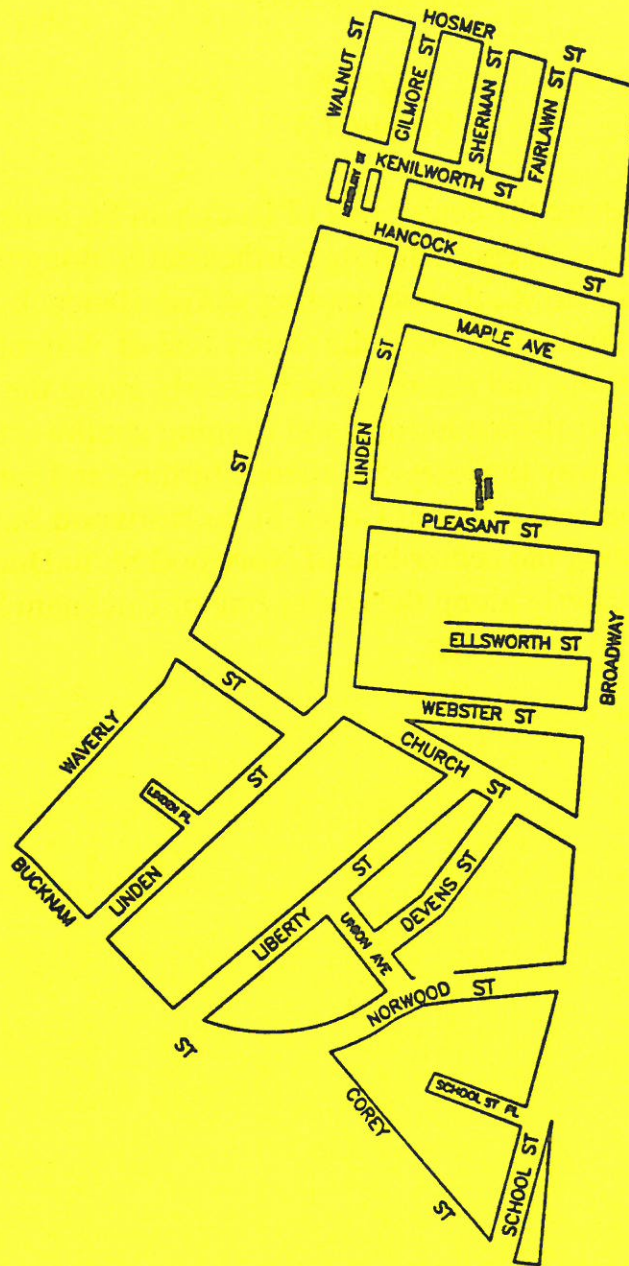 HOSMER ST
WALNUT ST
GILMORE ST
SHERMAN ST
FAIRLAWN ST
KENILWORTH ST
HANCOCK ST
MAPLE AVE
LINDEN ST
PLEASANT ST
ELLSWORTH ST
BROADWAY
WEBSTER ST
CHURCH ST
WAVERLY ST
LINDEN PL
BUCKNAM ST
LINDEN ST
LIBERTY ST
UNION AVE
DEVENS ST
NORWOOD ST
SCHOOL ST PL
COREY ST
SCHOOL ST